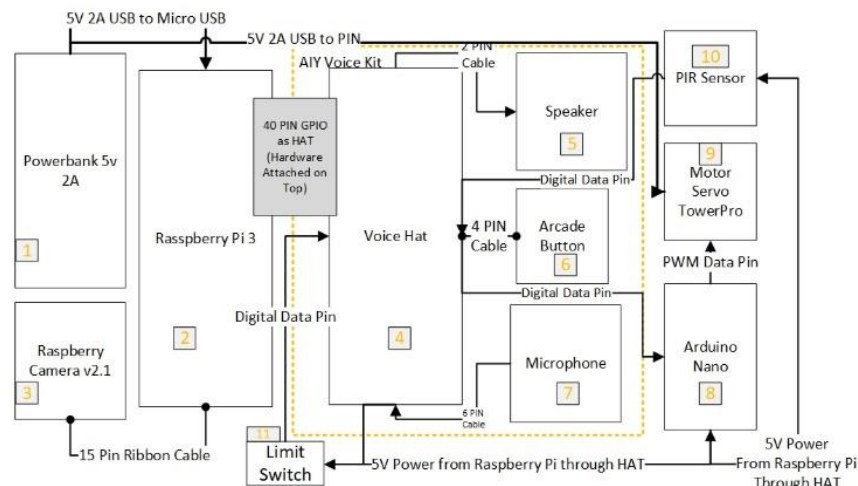 5V 2A USB to Micro USB
5V 2A USB to PIN
AIY Voice Kit
2 PIN
Cable
10
PIR Sensor
Powerbank 5v
2A
1
40 PIN GPIO
as HAT
(Hardware
Attached on
Top)
Rasspberry Pi 3
2
Voice Hat
4
Speaker
5
Digital Data Pin
9
Motor
Servo
TowerPro
4 PIN
Cable
Arcade
Button
6
PWM Data Pin
Digital Data Pin
Digital Data Pin
Raspberry
Camera v2.1
3
Microphone
7
Arduino
Nano
8
6 PIN
Cable
15 Pin Ribbon Cable
11
Limit
Switch
5V Power from Raspberry Pi through HAT
5V Power
From Raspberry Pi
Through HAT